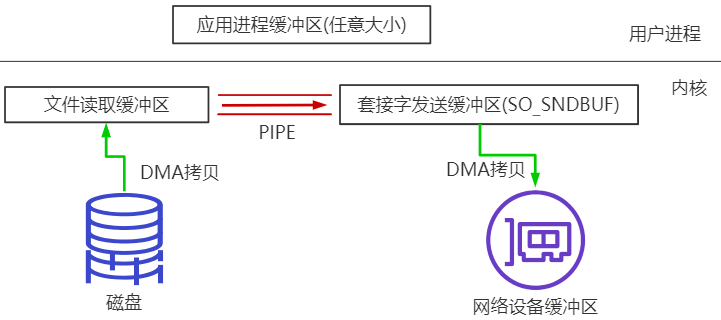 应用进程缓冲区(任意大小)
用户进程
内核
文件读取缓冲区
套接字发送缓冲区(SO_SNDBUF)
PIPE
DMA拷贝
DMA拷贝
磁盘
网络设备缓冲区